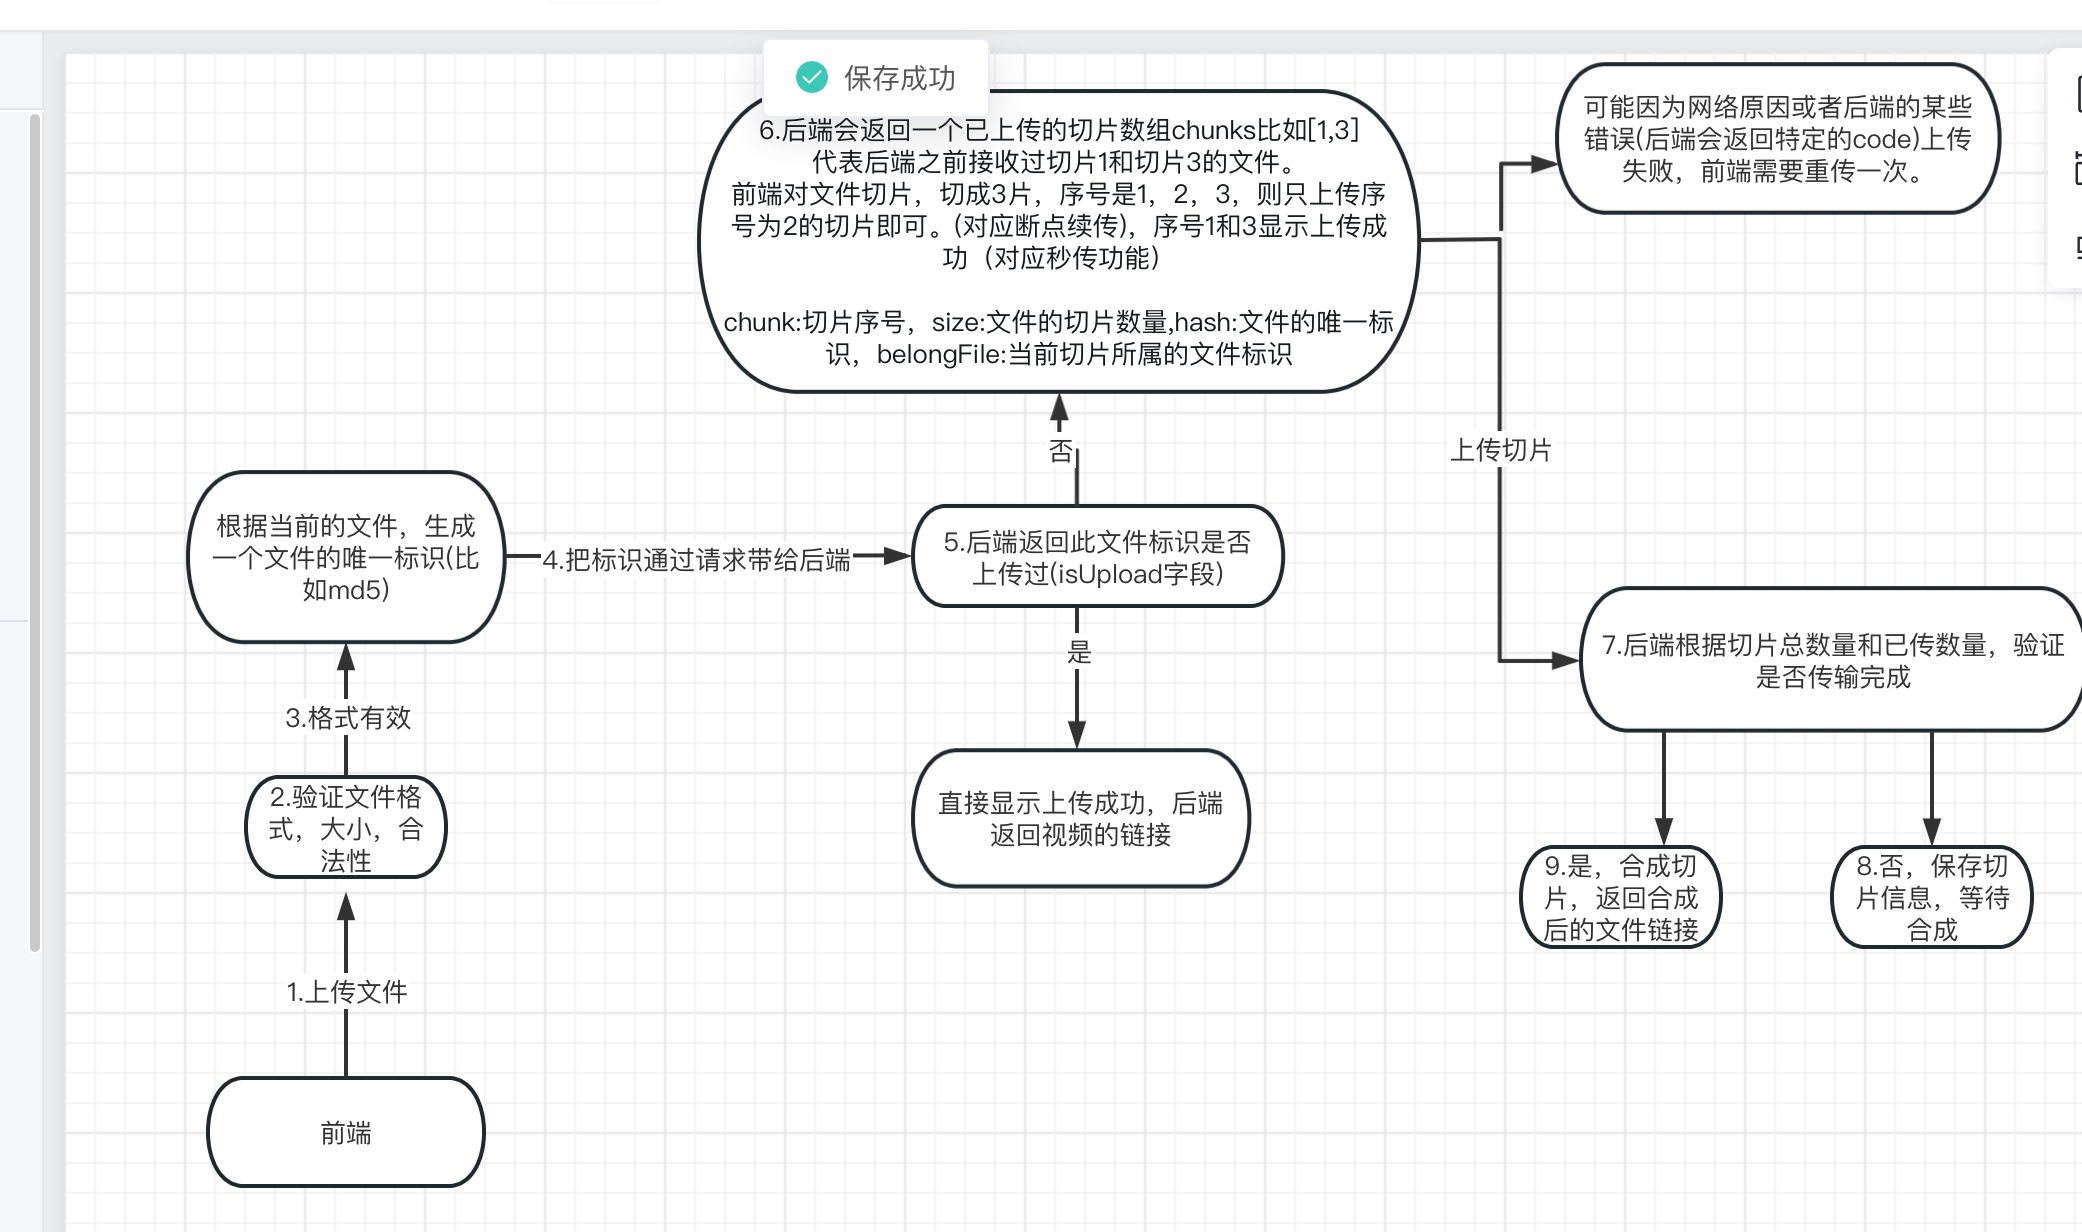 保存成功
6.后端会返回一个已上传的切片数组chunks比如[1,3]
代表后端之前接收过切片1和切片3的文件。
前端对文件切片，切成3片，序号是1，2，3，则只上传序
号为2的切片即可。(对应断点续传)，序号1和3显示上传成
功（对应秒传功能）
chunk:切片序号，size:文件的切片数量,hash:文件的唯一标
识，belongFile:当前切片所属的文件标识
可能因为网络原因或者后端的某些
错误(后端会返回特定的code)上传
失败，前端需要重传一次。
否
上传切片
根据当前的文件，生成
一个文件的唯一标识(比
如md5)
4.把标识通过请求带给后端
5.后端返回此文件标识是否
上传过(isUpload字段)
是
7.后端根据切片总数量和已传数量，验证
是否传输完成
3.格式有效
2.验证文件格
式，大小，合
法性
直接显示上传成功，后端
返回视频的链接
9.是，合成切
片，返回合成
后的文件链接
8.否，保存切
片信息，等待
合成
1.上传文件
前端